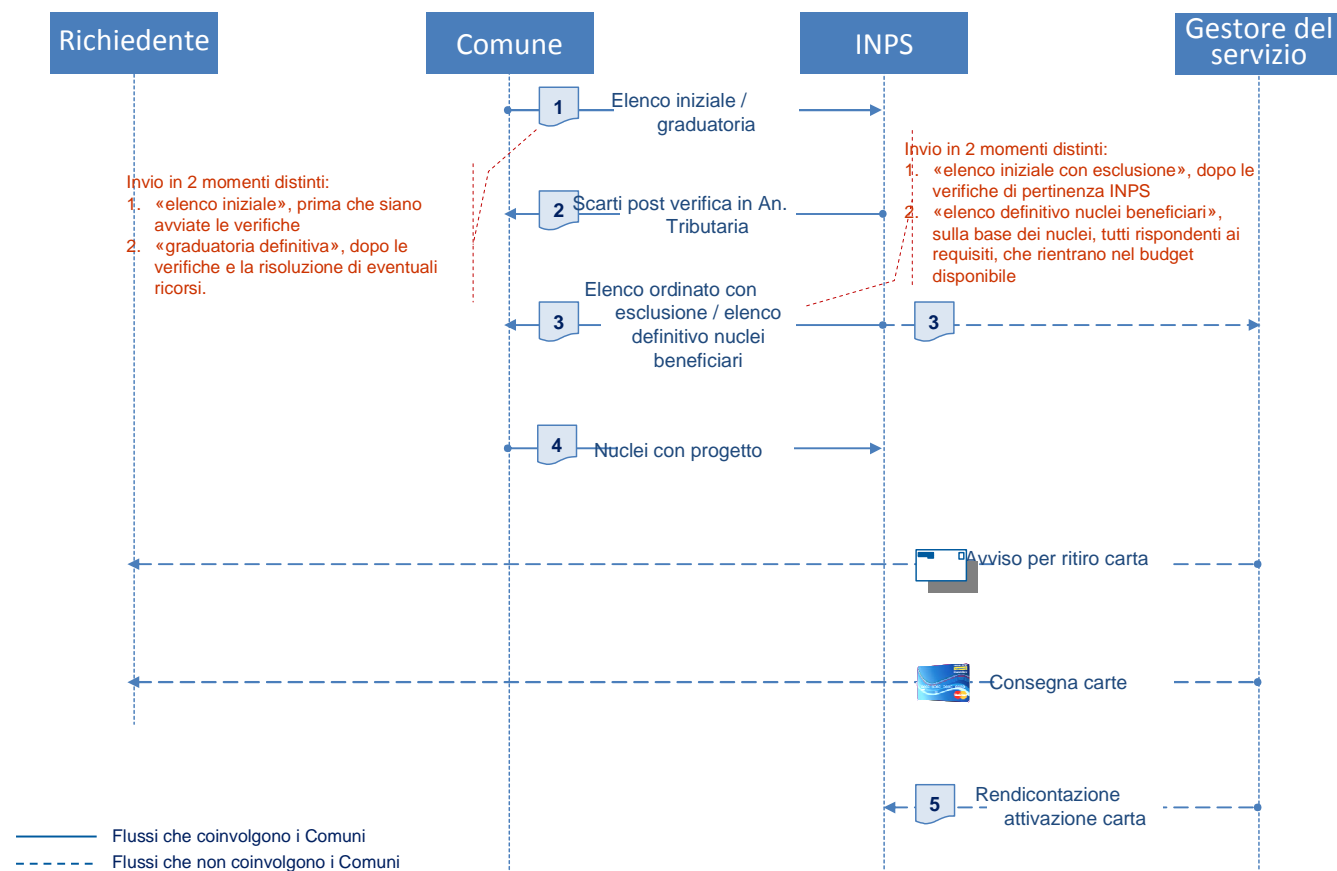 Richiedente
Comune
INPS
Gestore del
servizio
1
Elenco iniziale /
graduatoria
Invio in 2 momenti distinti:
1. «elenco iniziale», prima che siano
avviate le verifiche
2. «graduatoria definitiva», dopo le
verifiche e la risoluzione di eventuali
ricorsi.
Invio in 2 momenti distinti:
1. «elenco iniziale con esclusione», dopo le
verifiche di pertinenza INPS
2. «elenco definitivo nuclei beneficiari»,
sulla base dei nuclei, tutti rispondenti ai
requisiti, che rientrano nel budget
disponibile
2
Scarti post verifica in An.
Tributaria
3
Elenco ordinato con
esclusione / elenco
definitivo nuclei
beneficiari
3
4
Nuclei con progetto
Avviso per ritiro carta
Consegna carte
5
Rendicontazione
attivazione carta
Flussi che coinvolgono i Comuni
Flussi che non coinvolgono i Comuni